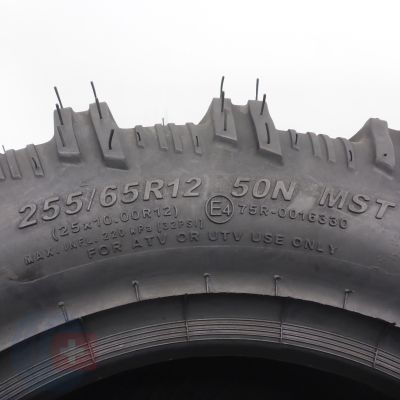 255/65R12 50N MST
(25x10.00R12) E4 75R-0016330
MAX. INFL. 220 kPa (32PSI)
FOR ATV OR UTV USE ONLY